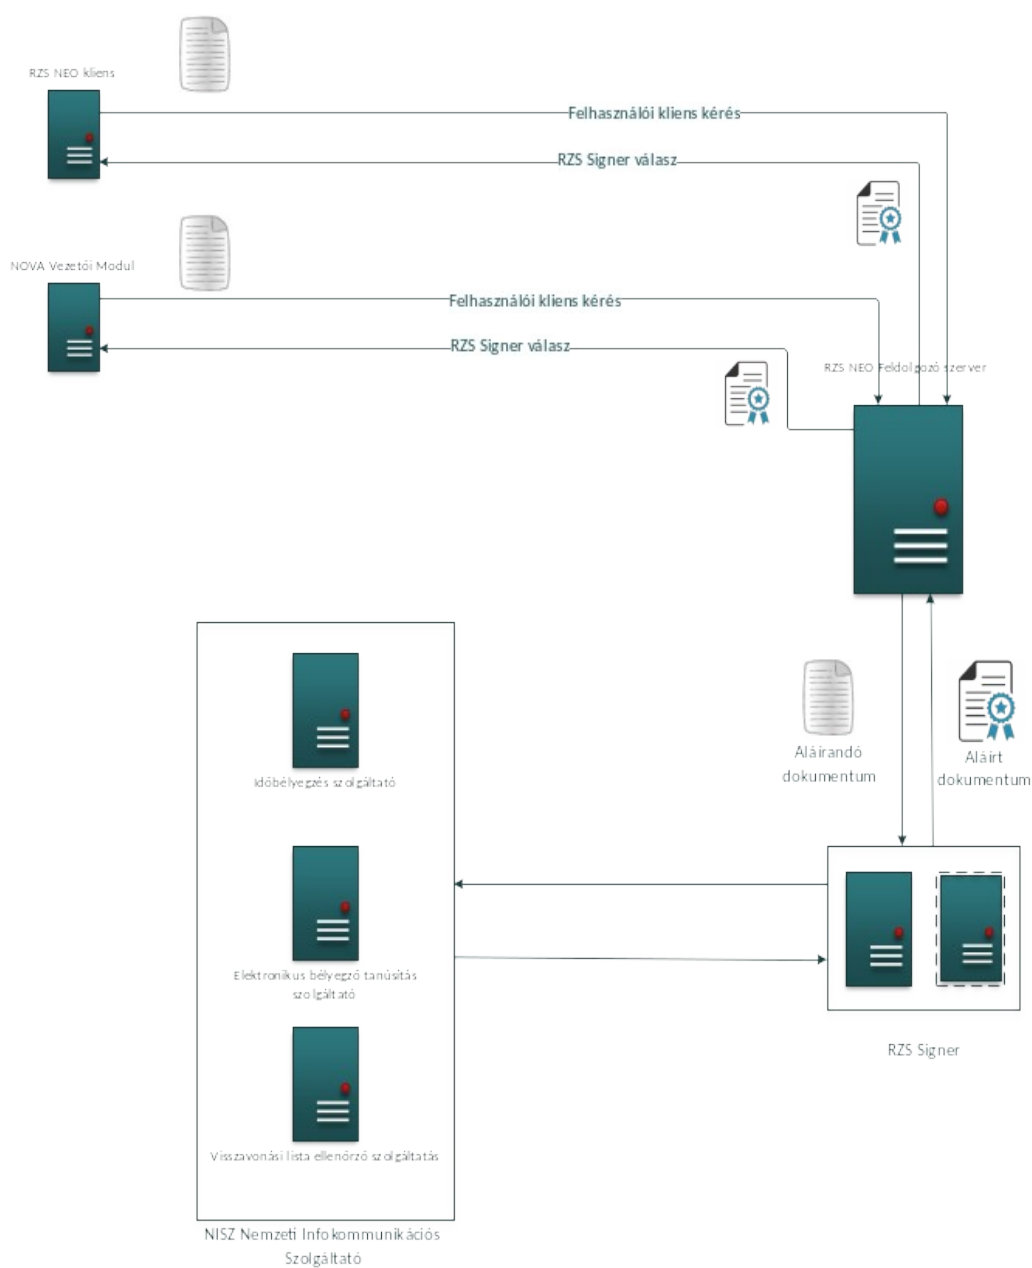 RZS NEO kliens
Felhasználói kliens kérés
RZS Signer válasz
NOVA Vezetői Modul
Felhasználói kliens kérés
RZS Signer válasz
RZS NEO Feldolgozó szerver
Időbélyegzés szolgáltató
Aláírandó
dokumentum
Aláírt
dokumentum
Elektronikus bélyegző tanúsítás
szolgáltató
RZS Signer
Visszavonási lista ellenőrző szolgáltatás
NISZ Nemzeti Infokommunikációs
Szolgáltató